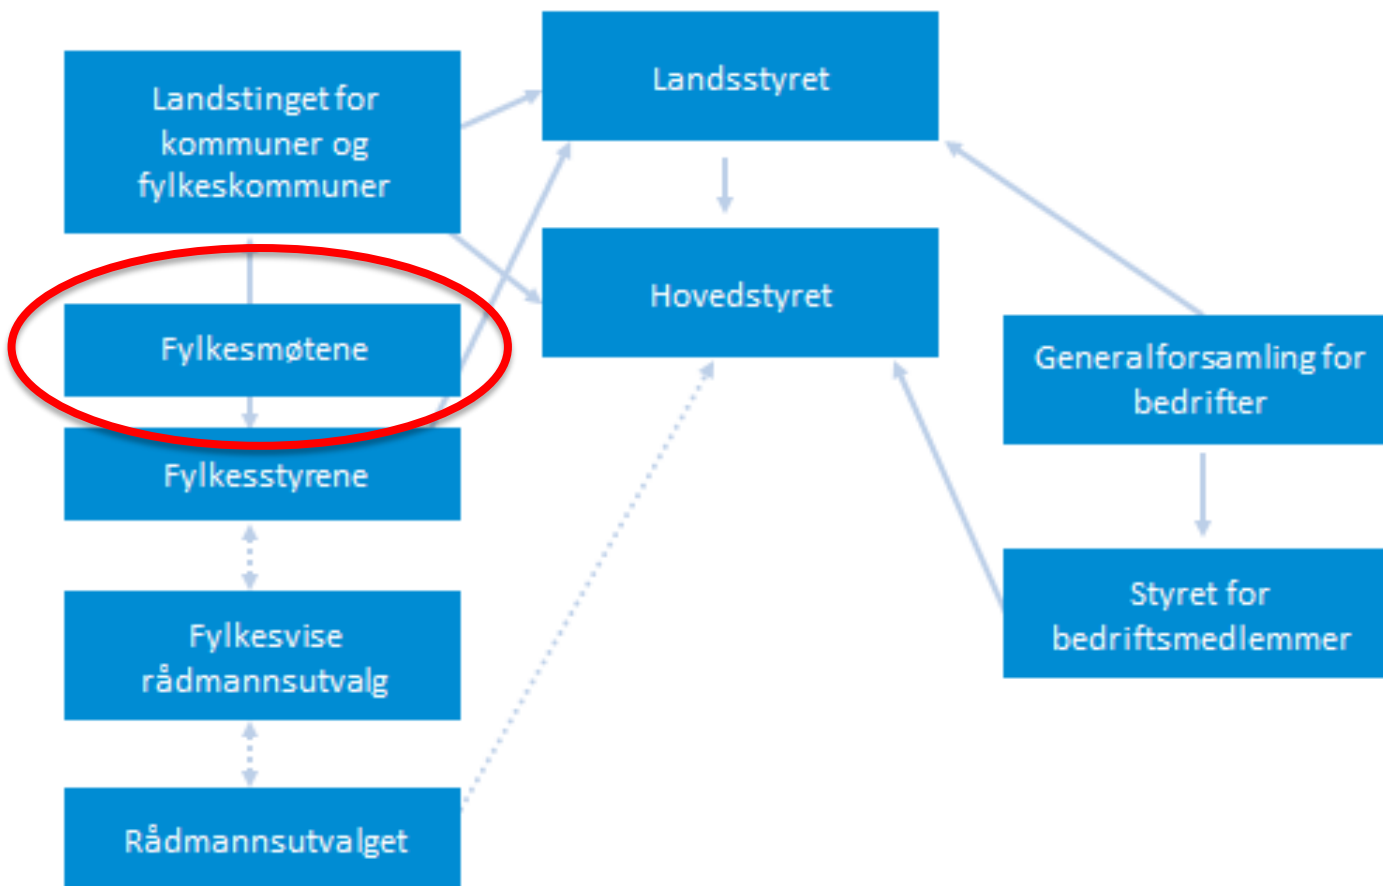 Landstinget for
kommuner og
fylkeskommuner
Landsstyret
Hovedstyret
Fylkesmøtene
Fylkesstyrene
Fylkesvise
rådmannsutvalg
Rådmannsutvalget
Generalforsamling for
bedrifter
Styret for
bedriftsmedlemmer